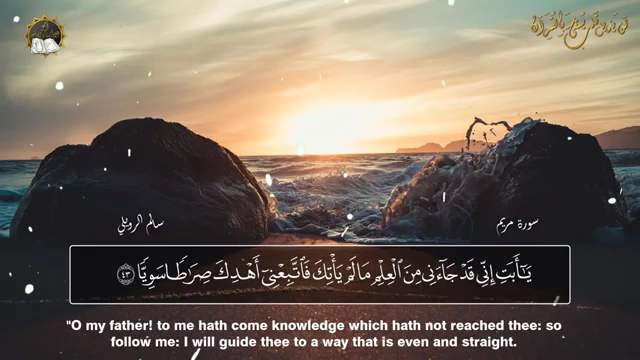 سالم الرويلي
سورة مريم
يَٰٓأَبَتِ إِنِّى قَدْ جَآءَنِى مِنَ ٱلْعِلْمِ مَا لَمْ يَأْتِكَ فَٱتَّبِعْنِىٓ أَهْدِكَ صِرَٰطًا سَوِيًّا ٤٣
"O my father! to me hath come knowledge which hath not reached thee: so
follow me: I will guide thee to a way that is even and straight.